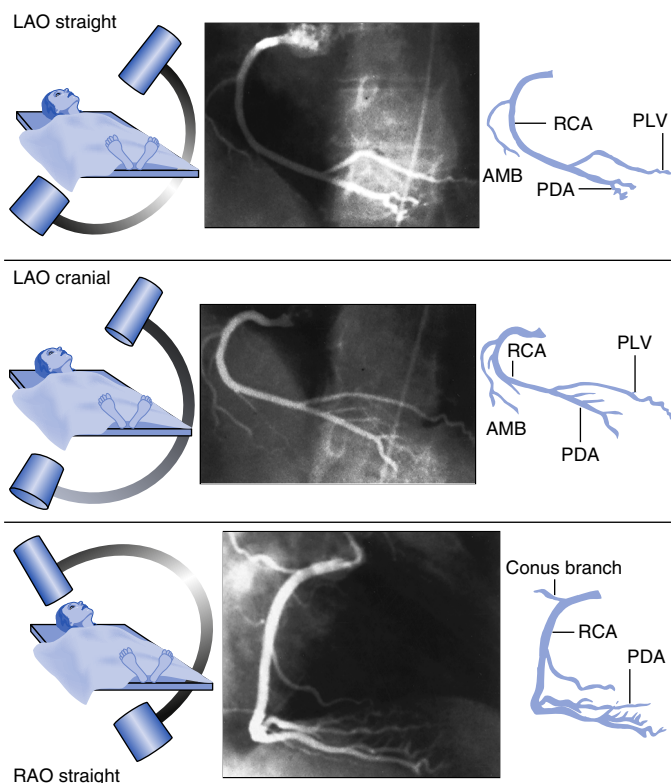 LAO straight
RCA
PLV
AMB
PDA
LAO cranial
RCA
PLV
AMB
PDA
Conus branch
RCA
PDA
RAO straight